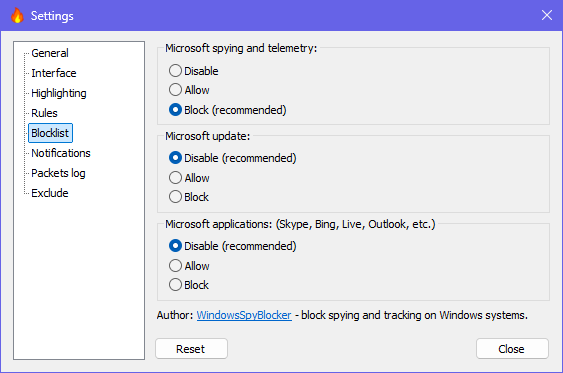 Settings
General
Interface
Highlighting
Rules
Blocklist
Notifications
Packets log
Exclude
Microsoft spying and telemetry:
Disable
Allow
Block (recommended)
Microsoft update:
Disable (recommended)
Allow
Block
Microsoft applications: (Skype, Bing, Live, Outlook, etc.)
Disable (recommended)
Allow
Block
Author: WindowsSpyBlocker - block spying and tracking on Windows systems.
Reset
Close